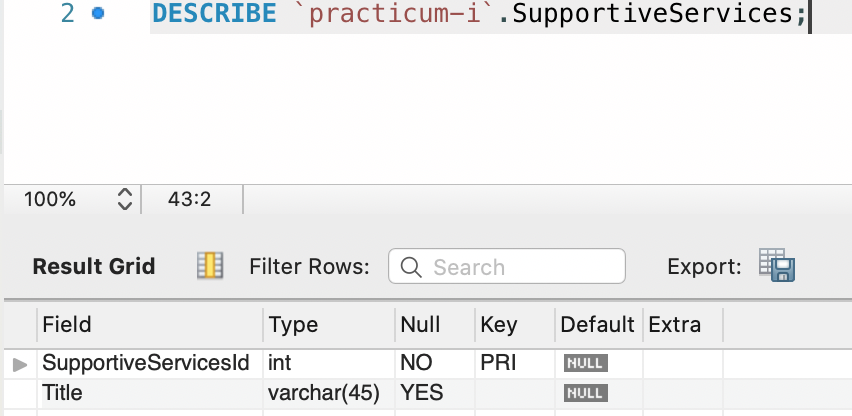 2 DESCRIBE `practicum-i`.SupportiveServices;
100% 43:2
Result Grid Filter Rows: Search Export:
Field Type Null Key Default Extra
SupportiveServicesId int NO PRI NULL
Title varchar(45) YES NULL